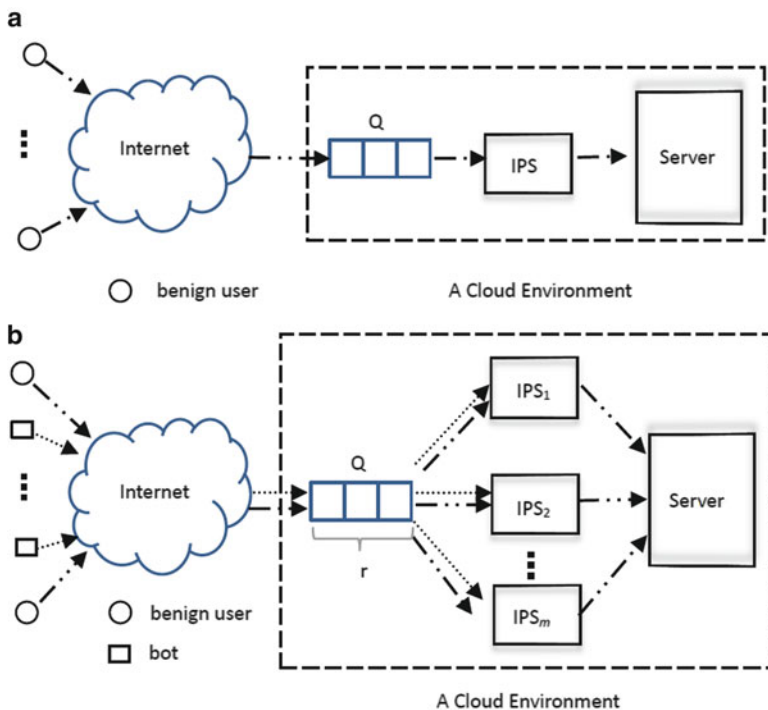 a
Q
Internet
IPS
Server
benign user
A Cloud Environment
b
IPS1
Q
Internet
IPS2
Server
r
benign user
IPSm
bot
A Cloud Environment